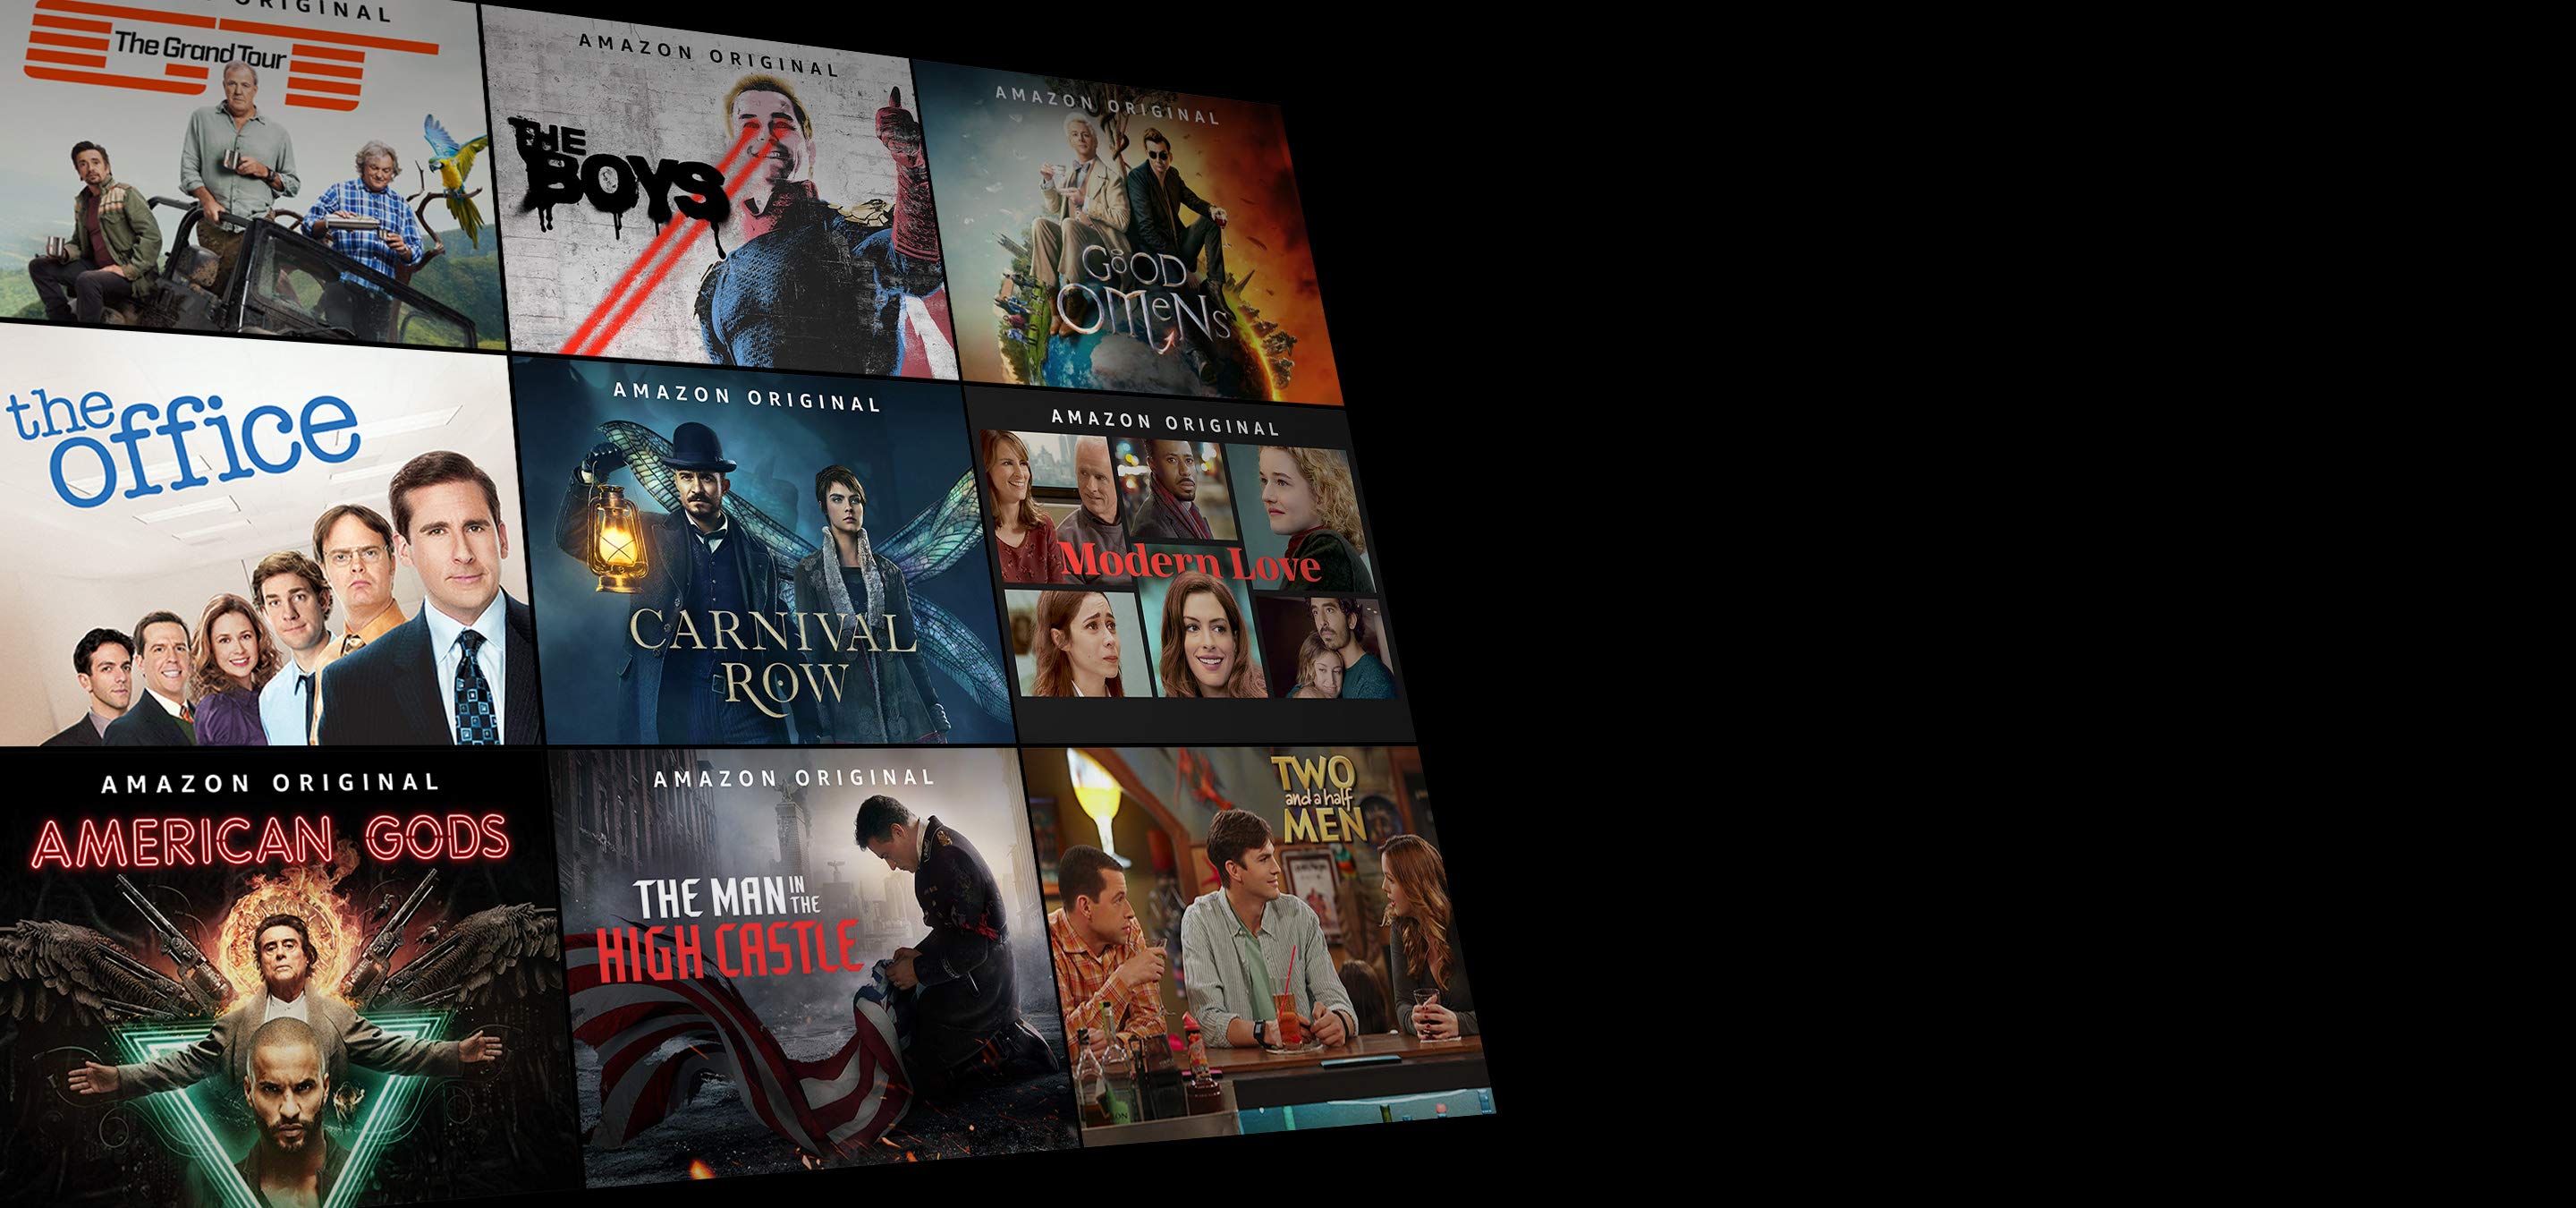 ORIGINAL
The Grand Tour
AMAZON ORIGINAL
THE
BOYS
AMAZON ORIGINAL
GOOD
OMENS
the
office
AMAZON ORIGINAL
CARNIVAL
ROW
AMAZON ORIGINAL
Modern Love
AMAZON ORIGINAL
AMERICAN GODS
AMAZON ORIGINAL
THE MAN IN THE
HIGH CASTLE
TWO
and a half
MEN